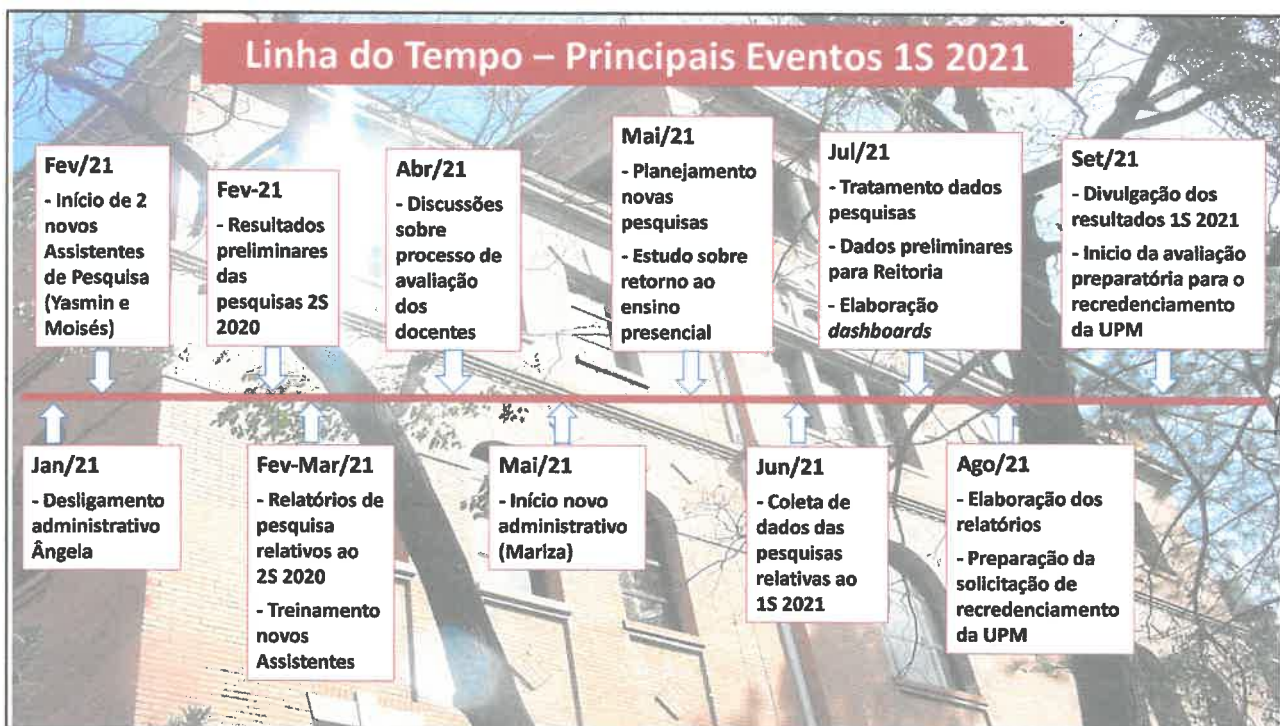 Linha do Tempo – Principais Eventos 1S 2021
Fev/21
- Início de 2
novos
Assistentes
de Pesquisa
(Yasmin e
Moisés)
Fev-21
- Resultados
preliminares
das
pesquisas 2S
2020
Abr/21
- Discussões
sobre
processo de
avaliação
dos
docentes
Mai/21
- Planejamento
novas
pesquisas
- Estudo sobre
retorno ao
ensino
presencial
Jul/21
- Tratamento dados
pesquisas
- Dados preliminares
para Reitoria
- Elaboração
dashboards
Set/21
- Divulgação dos
resultados 1S 2021
- Inicio da avaliação
preparatória para o
recredenciamento
da UPM
Jan/21
- Desligamento
administrativo
Ângela
Fev-Mar/21
- Relatórios de
pesquisa
relativos ao
2S 2020
- Treinamento
novos
Assistentes
Mai/21
- Início novo
administrativo
(Mariza)
Jun/21
- Coleta de
dados das
pesquisas
relativas ao
1S 2021
Ago/21
- Elaboração dos
relatórios
- Preparação da
solicitação de
recredenciamento
da UPM